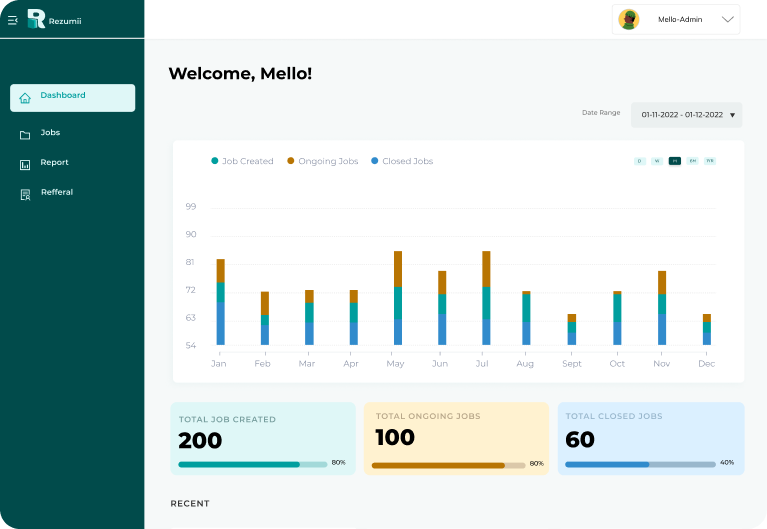 Rezumii
Mello-Admin
Dashboard
Jobs
Report
Refferal
Welcome, Mello!
Date Range
01-11-2022 - 01-12-2022
Job Created
Ongoing Jobs
Closed Jobs
D
W
M
6M
99
90
81
72
63
54
Jan
Feb
Mar
Apr
May
Jun
Jul
Aug
Sept
Oct
Nov
Dec
TOTAL JOB CREATED
200
80%
TOTAL ONGOING JOBS
100
80%
TOTAL CLOSED JOBS
60
40%
RECENT